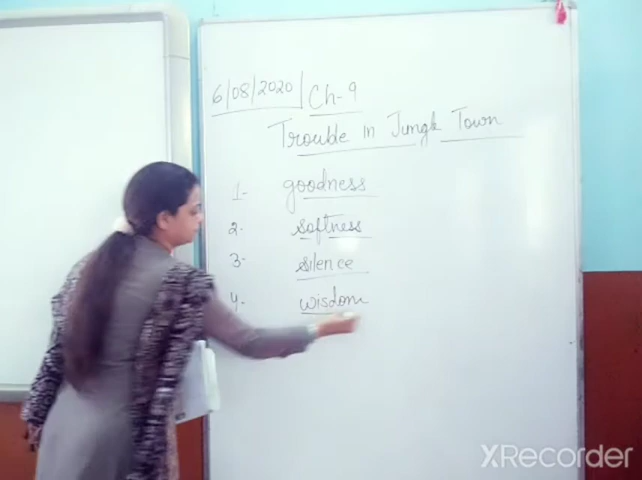 6/08/2020 Ch-9
Trouble in Jungle Town
1- goodness
2. softness
3- silence
4. wisdom
XRecorder